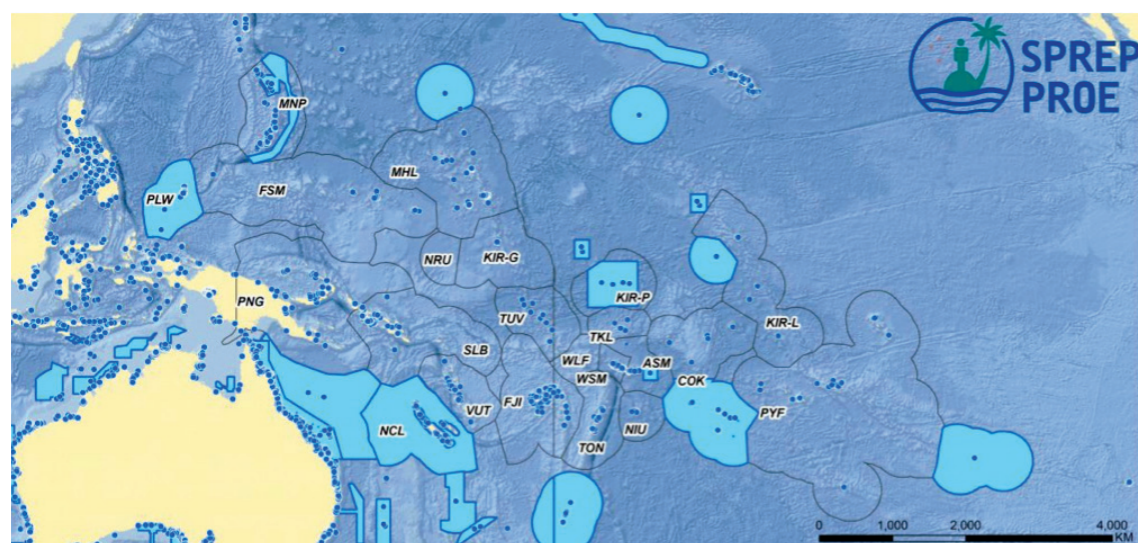 SPREP
PROE
MNP
MHL
PLW
FSM
NRU
KIR-G
PNG
KIR-P
TUV
TKL
KIR-L
SLB
WLF
ASM
WSM
COK
VUT
FJI
PYF
NCL
NIU
TON
0 1,000 2,000 4,000
KM